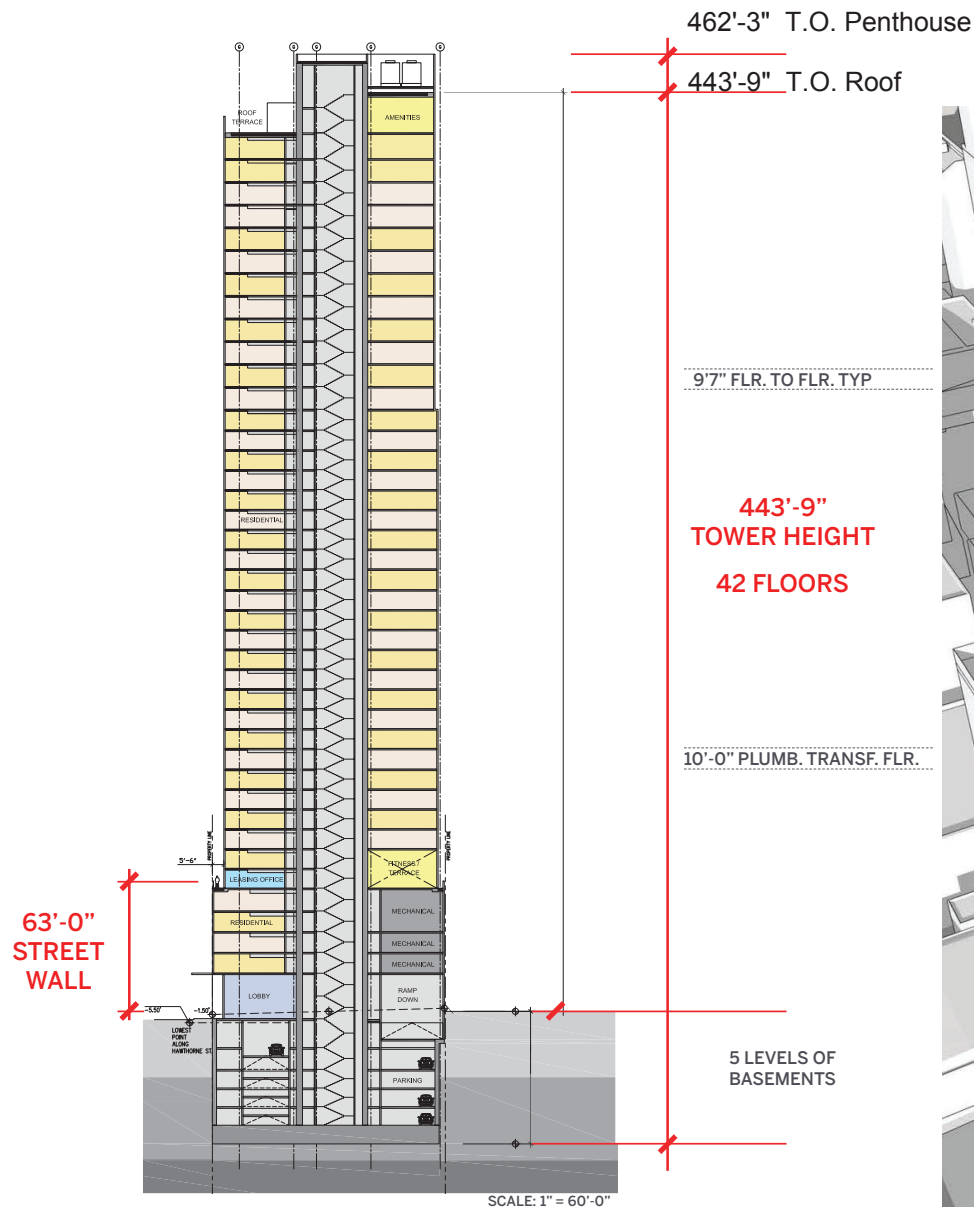 462'-3" T.O. Penthouse
443'-9" T.O. Roof
ROOF
TERRACE
AMENITIES
9'7” FLR. TO FLR. TYP
443’-9”
TOWER HEIGHT
42 FLOORS
RESIDENTIAL
10’-0” PLUMB. TRANSF. FLR.
PROPERTY LINE
PROPERTY LINE
5'-6"
LEASING OFFICE
FITNESS /
TERRACE
63’-0”
STREET
WALL
RESIDENTIAL
MECHANICAL
MECHANICAL
MECHANICAL
LOBBY
RAMP
DOWN
-5.50'
-1.50'
LOWEST
POINT
ALONG
HAWTHORNE ST.
PARKING
5 LEVELS OF
BASEMENTS
SCALE: 1” = 60’-0”